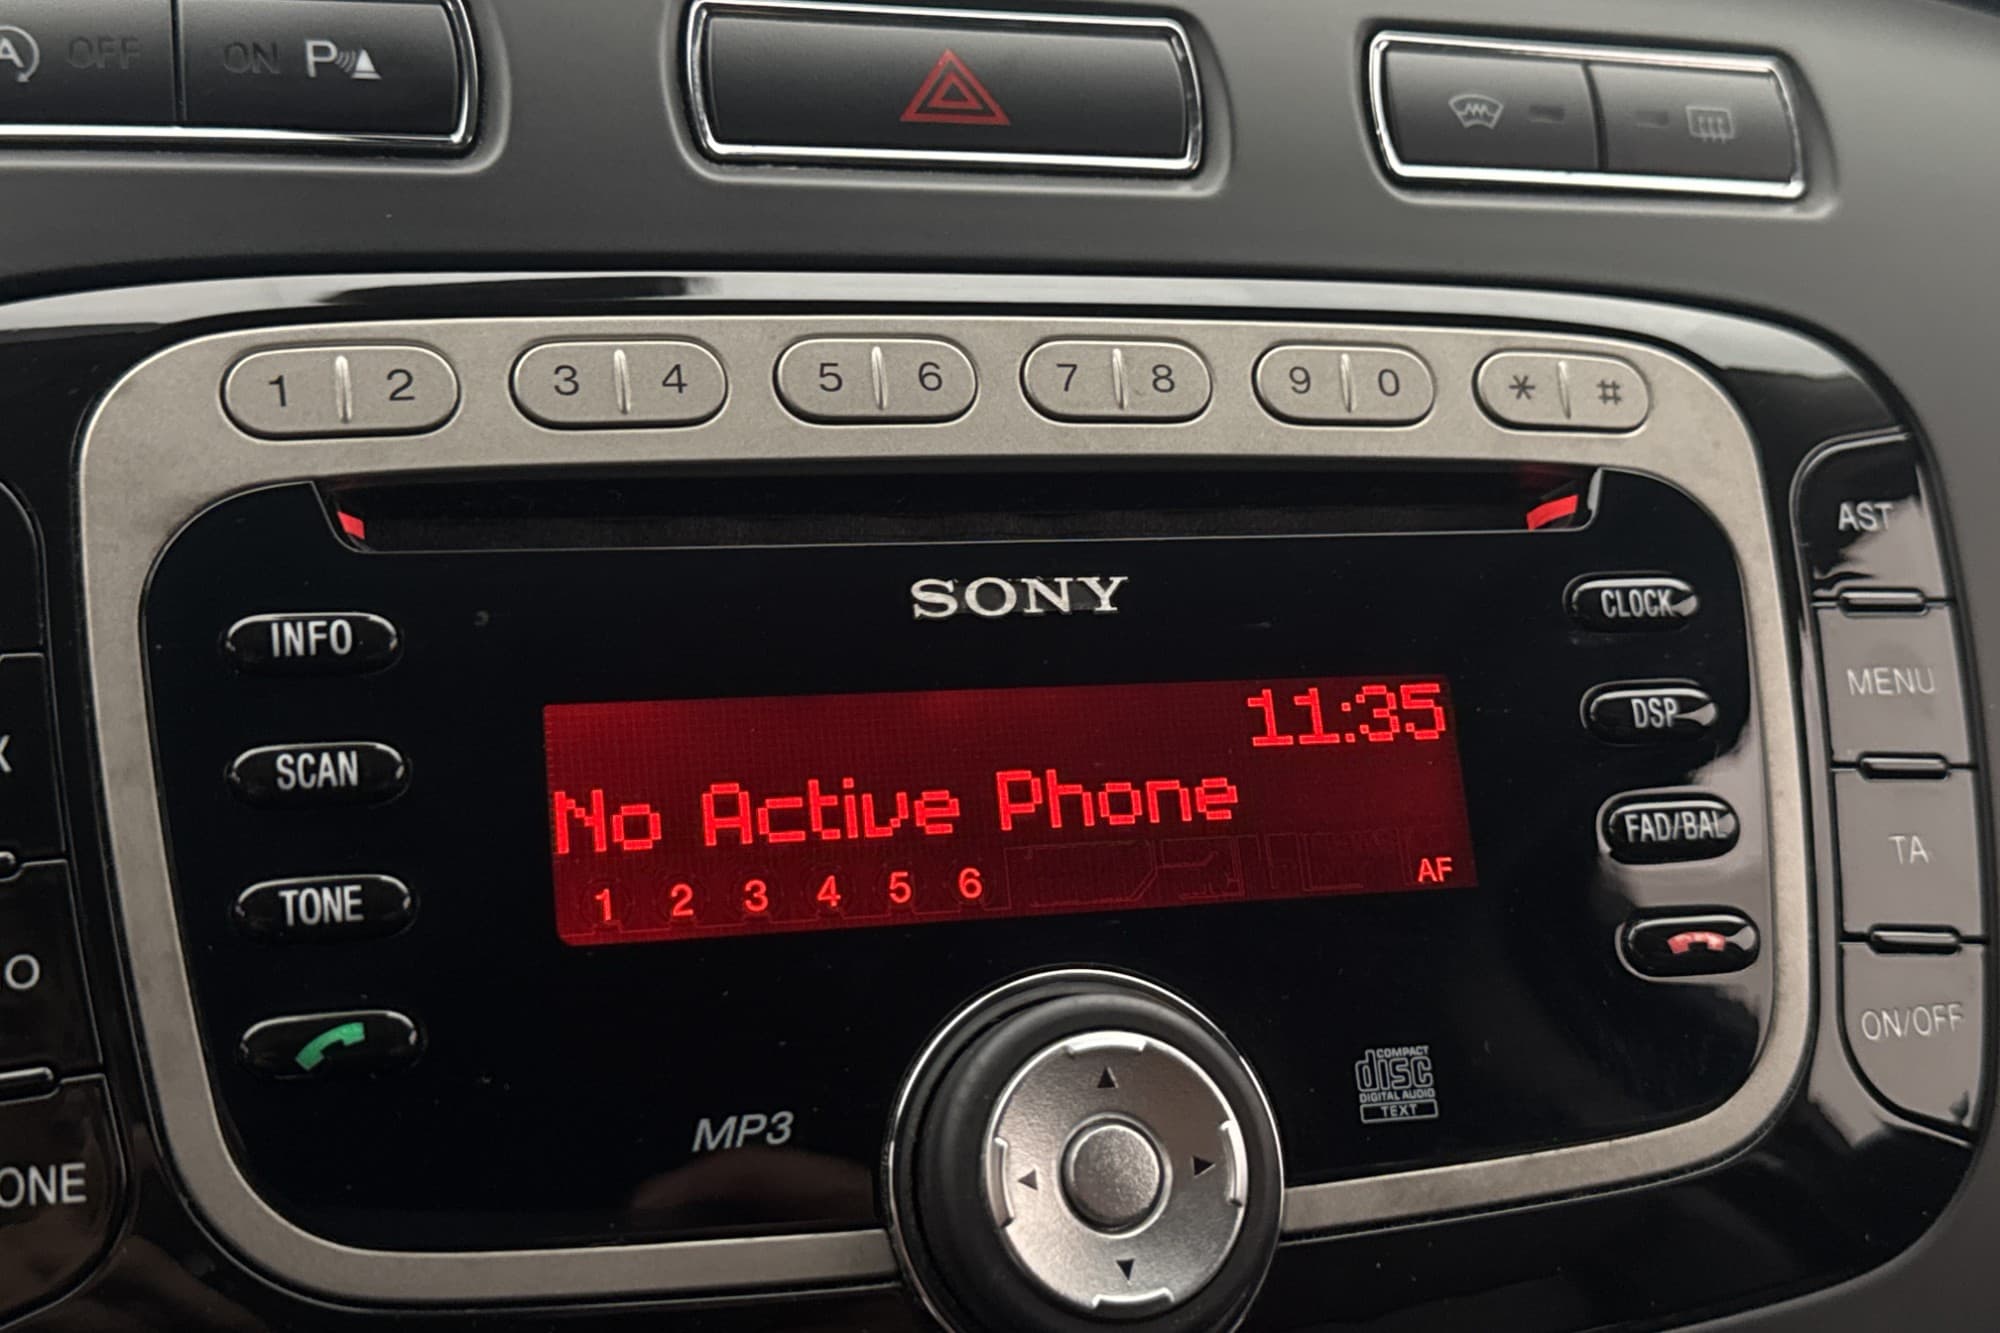 OFF ON P
1 2 3 4 5 6 7 8 9 0 * #
SONY
INFO
SCAN
TONE
11:35
No Active Phone
1 2 3 4 5 6
AF
CLOCK
DSP
FAD/BAL
AST
MENU
TA
ON/OFF
MP3
COMPACT
disc
DIGITAL AUDIO
TEXT